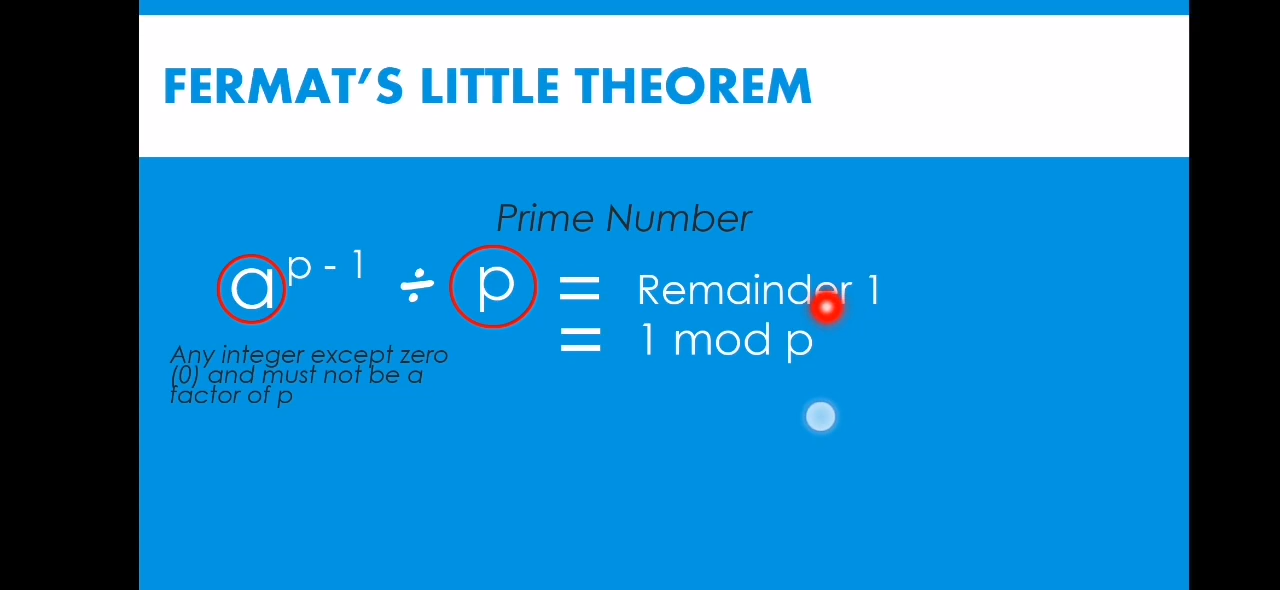 FERMAT'S LITTLE THEOREM
Prime Number
a^{p - 1} ÷ p = Remainder 1
= 1 mod p
Any integer except zero
(0) and must not be a
factor of p